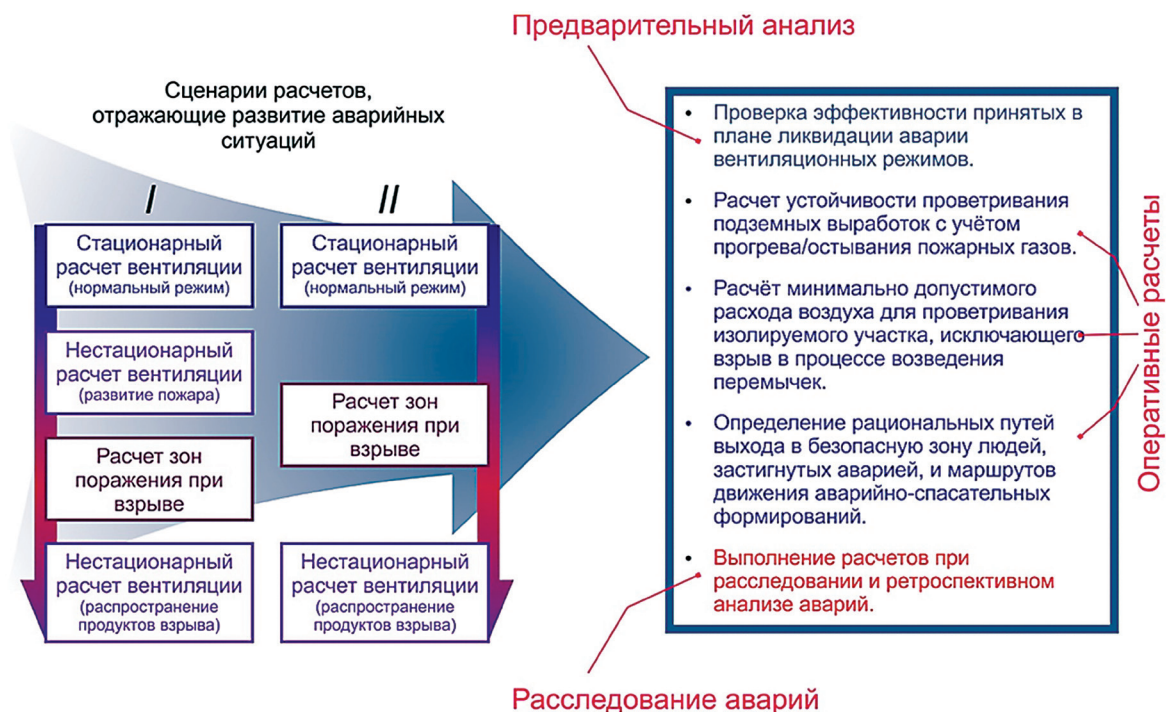 Предварительный анализ
Сценарии расчетов,
отражающие развитие аварийных
ситуаций
I
Стационарный
расчет вентиляции
(нормальный режим)
Нестационарный
расчет вентиляции
(развитие пожара)
Расчет зон
поражения при
взрыве
Нестационарный
расчет вентиляции
(распространение
продуктов взрыва)
II
Стационарный
расчет вентиляции
(нормальный режим)
Расчет зон
поражения при
взрыве
Нестационарный
расчет вентиляции
(распространение
продуктов взрыва)
• Проверка эффективности принятых в
плане ликвидации аварии
вентиляционных режимов.
• Расчет устойчивости проветривания
подземных выработок с учётом
прогрева/остывания пожарных газов.
• Расчёт минимально допустимого
расхода воздуха для проветривания
изолируемого участка, исключающего
взрыв в процессе возведения
перемычек.
• Определение рациональных путей
выхода в безопасную зону людей,
застигнутых аварией, и маршрутов
движения аварийно-спасательных
формирований.
• Выполнение расчетов при
расследовании и ретроспективном
анализе аварий.
Оперативные расчеты
Расследование аварий